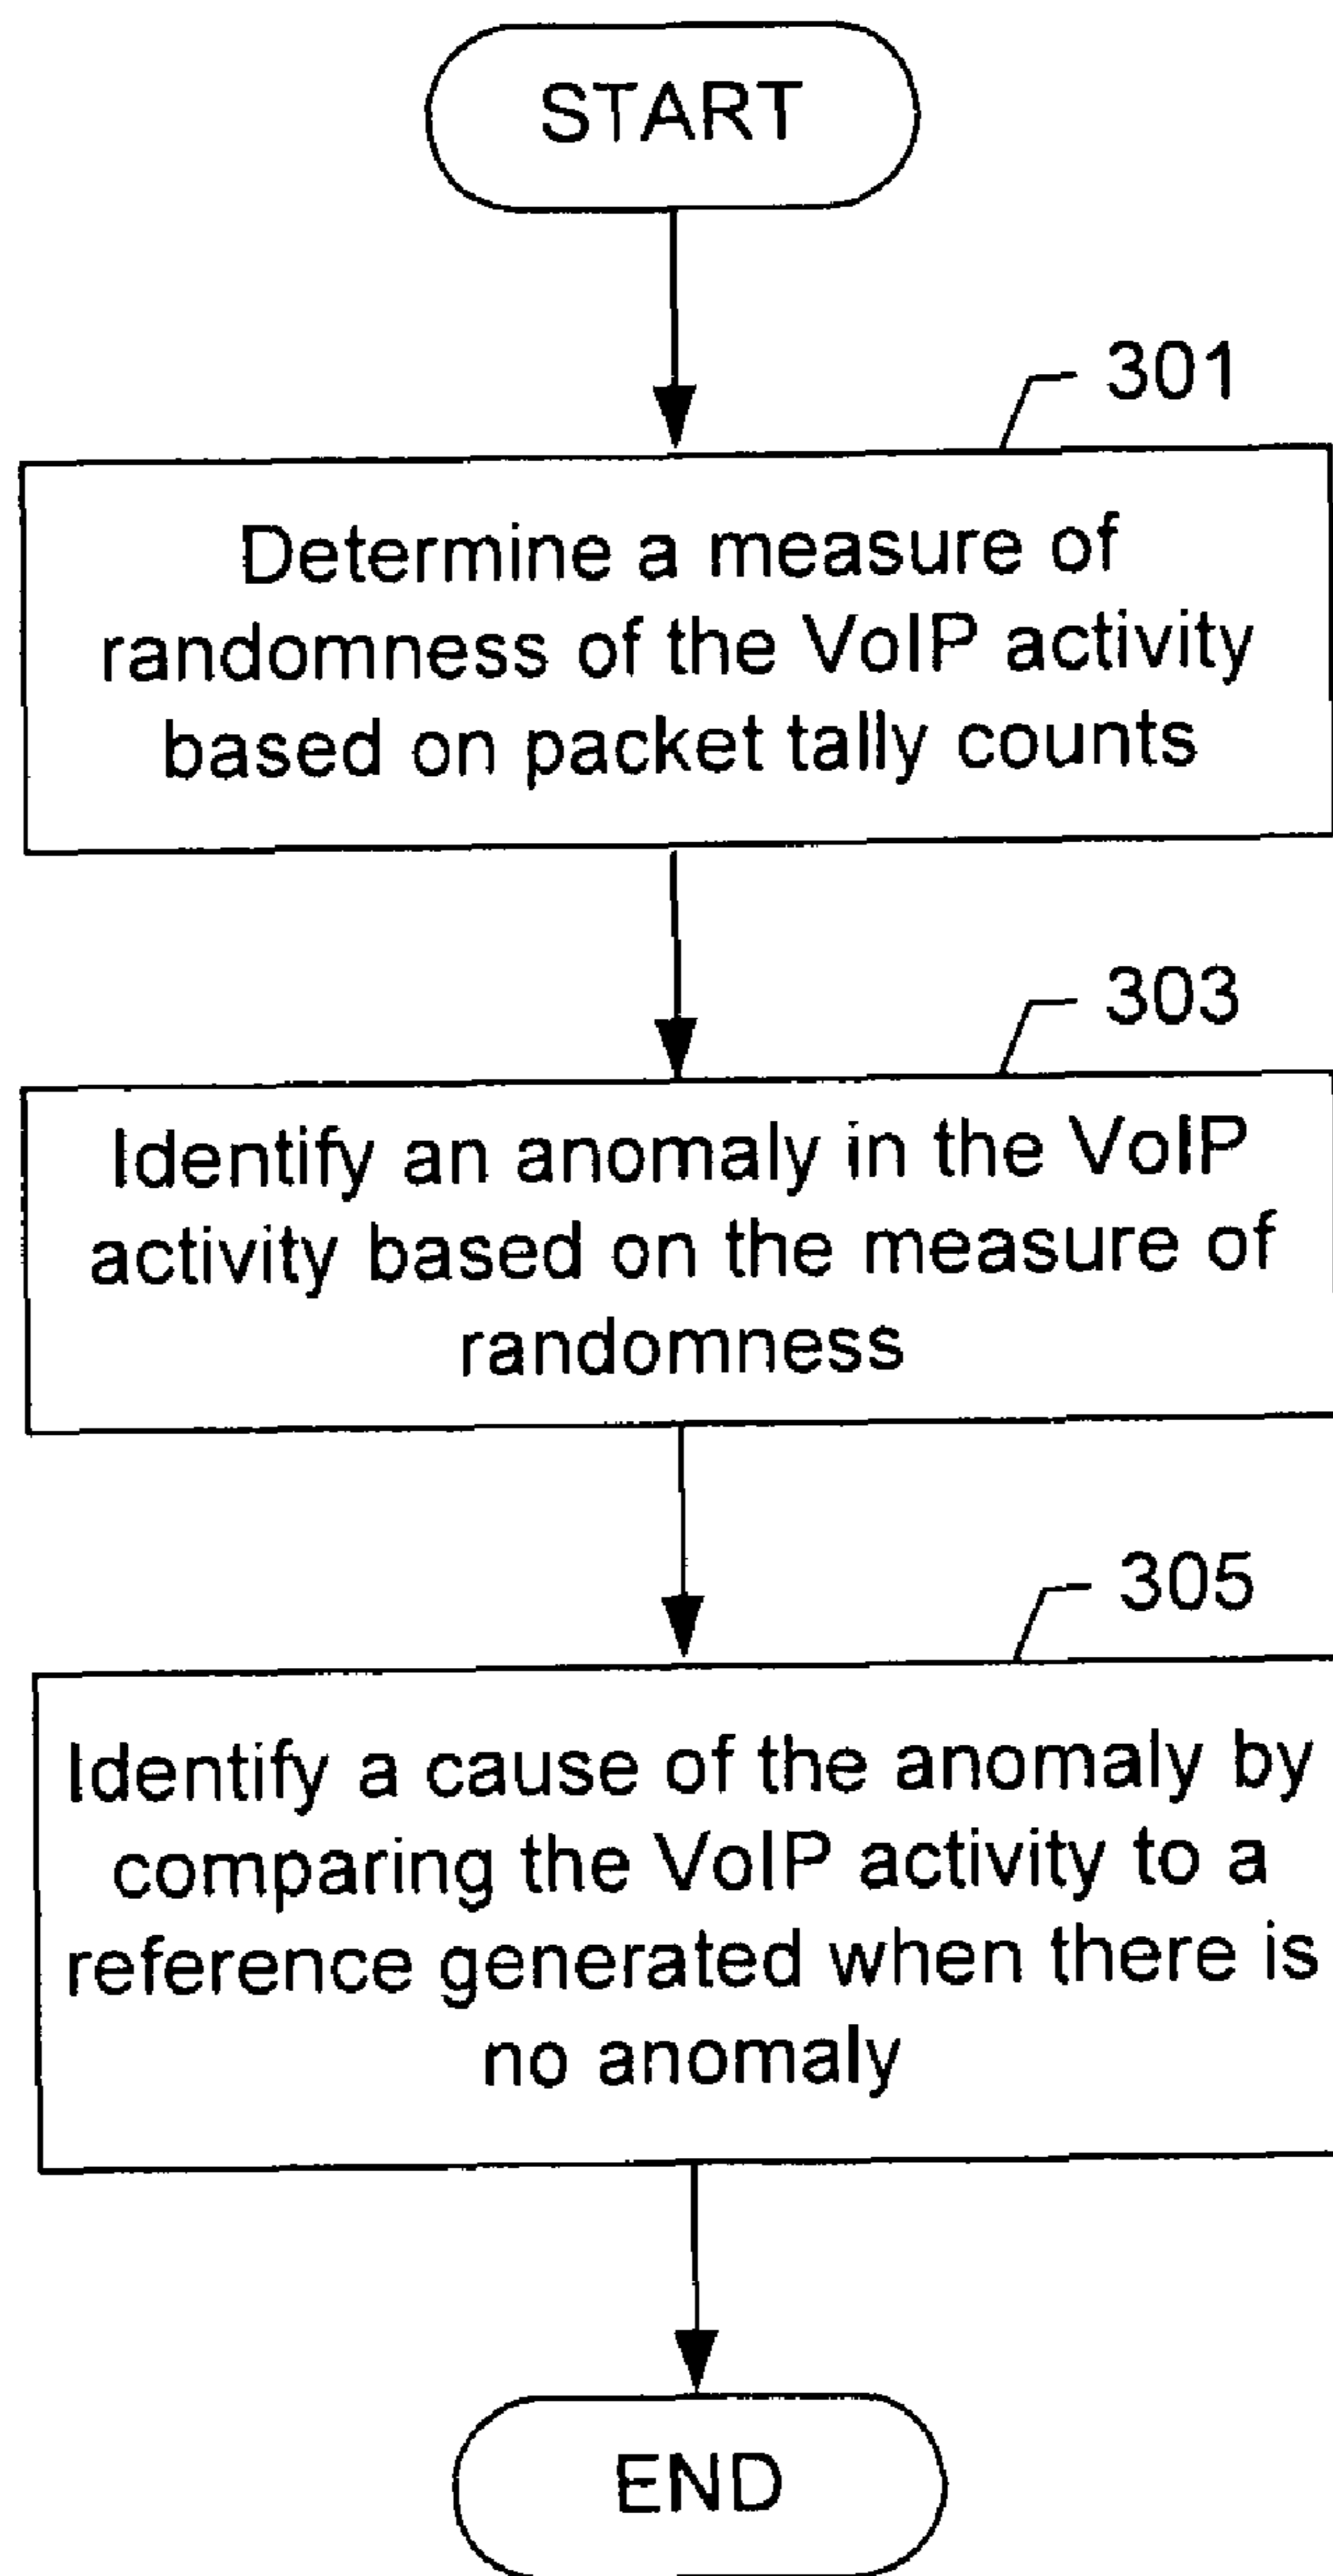 START
301
Determine a measure of
randomness of the VoIP activity
based on packet tally counts
303
Identify an anomaly in the VoIP
activity based on the measure of
randomness
305
Identify a cause of the anomaly by
comparing the VoIP activity to a
reference generated when there is
no anomaly
END